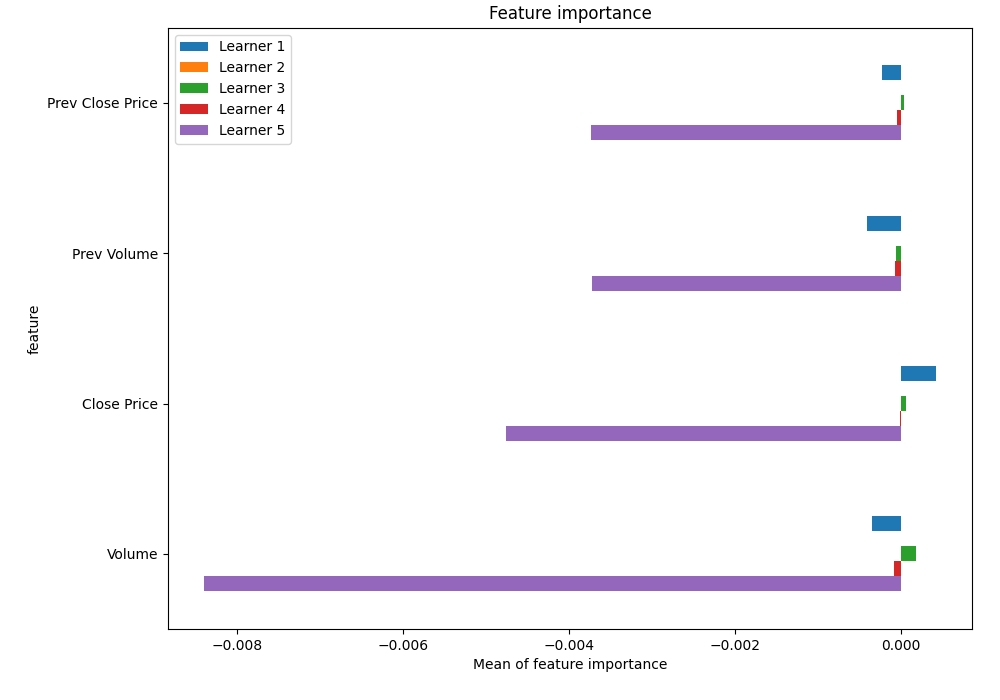 Feature importance
Learner 1
Learner 2
Learner 3
Learner 4
Learner 5
Prev Close Price
Prev Volume
Close Price
Volume
feature
−0.008
−0.006
−0.004
−0.002
0.000
Mean of feature importance